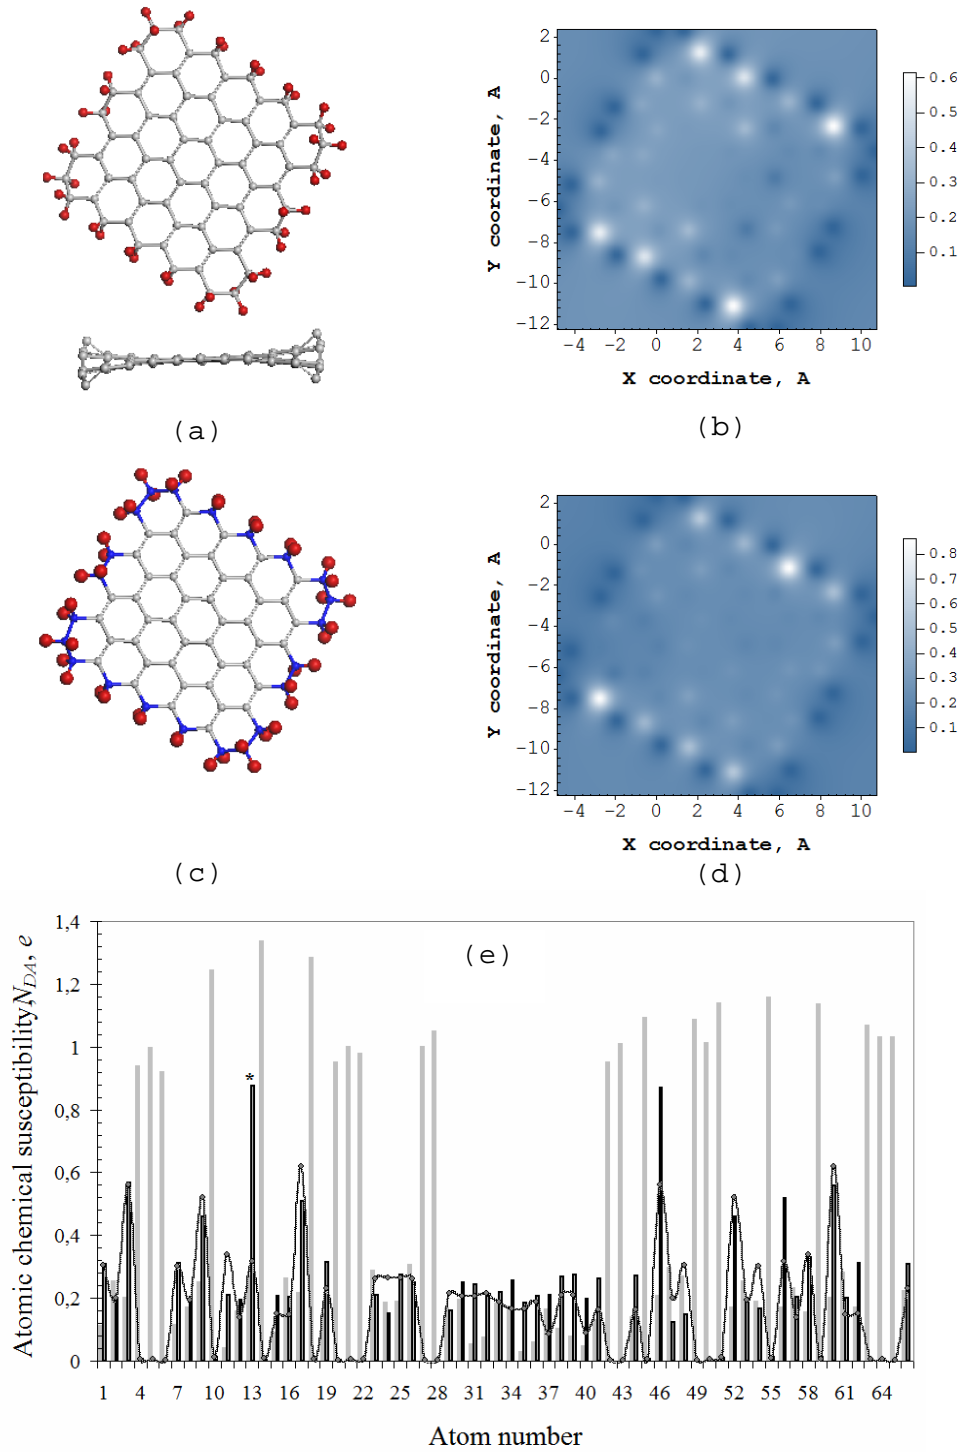 2
0
-2
-4
-6
-8
-10
-12
Y coordinate, A
-4 -2 0 2 4 6 8 10
X coordinate, A
0.6
0.5
0.4
0.3
0.2
0.1
(a)
(b)
2
0
-2
-4
-6
-8
-10
-12
Y coordinate, A
-4 -2 0 2 4 6 8 10
X coordinate, A
0.8
0.7
0.6
0.5
0.4
0.3
0.2
0.1
(c)
(d)
(e)
Atomic chemical susceptibility N_DA, e
1,4
1,2
1
0,8
0,6
0,4
0,2
0
*
1 4 7 10 13 16 19 22 25 28 31 34 37 40 43 46 49 52 55 58 61 64
Atom number